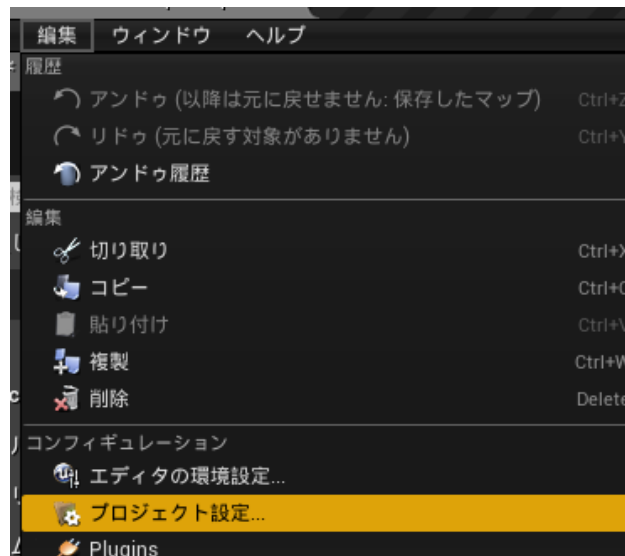 編集 ウィンドウ ヘルプ
履歴
アンドゥ (以降は元に戻せません: 保存したマップ) Ctrl+Z
リドゥ (元に戻す対象がありません) Ctrl+Y
アンドゥ履歴
編集
切り取り Ctrl+X
コピー Ctrl+C
貼り付け Ctrl+V
複製 Ctrl+W
削除 Delete
コンフィギュレーション
エディタの環境設定...
プロジェクト設定...
Plugins